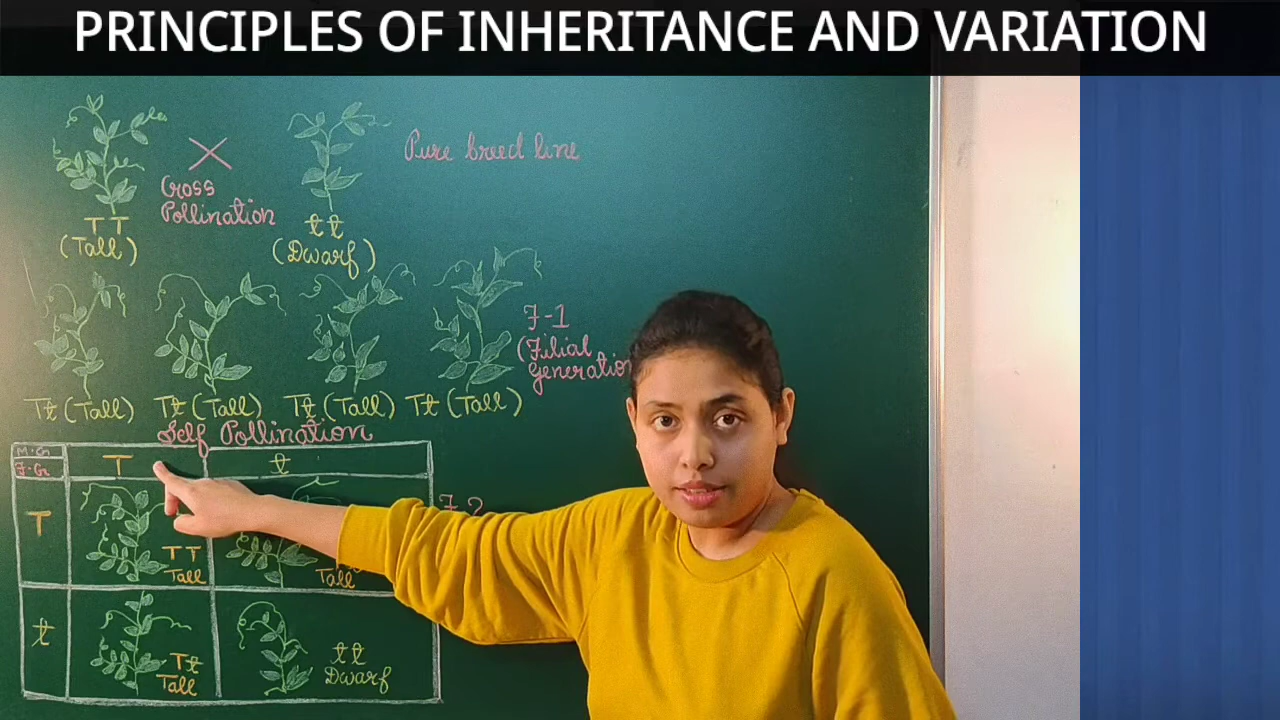 PRINCIPLES OF INHERITANCE AND VARIATION
Pure breed line
Cross
Pollination
TT
(Tall)
tt
(Dwarf)
F-1
(Filial
Generation
Tt (Tall) Tt (Tall) Tt (Tall) Tt (Tall)
Self Pollination
M.G
F.G
T t
F-2
T
TT
Tall
Tall
t
Tt
Tall
tt
Dwarf